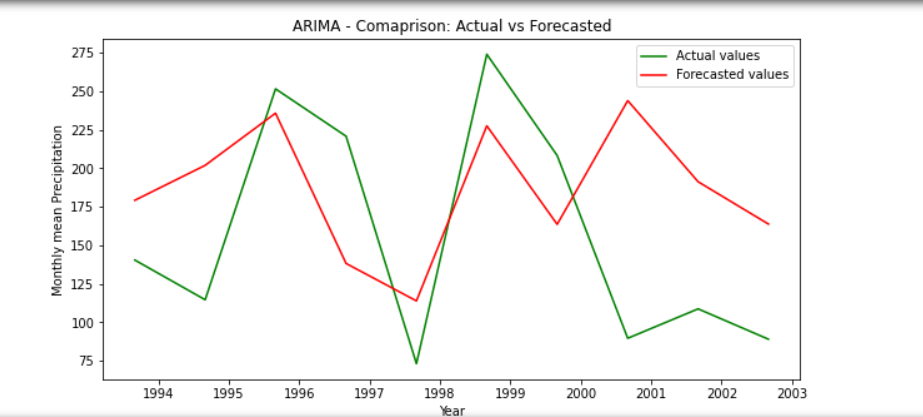 ARIMA - Comaprison: Actual vs Forecasted
Actual values
Forecasted values
Monthly mean Precipitation
275
250
225
200
175
150
125
100
75
1994 1995 1996 1997 1998 1999 2000 2001 2002 2003
Year